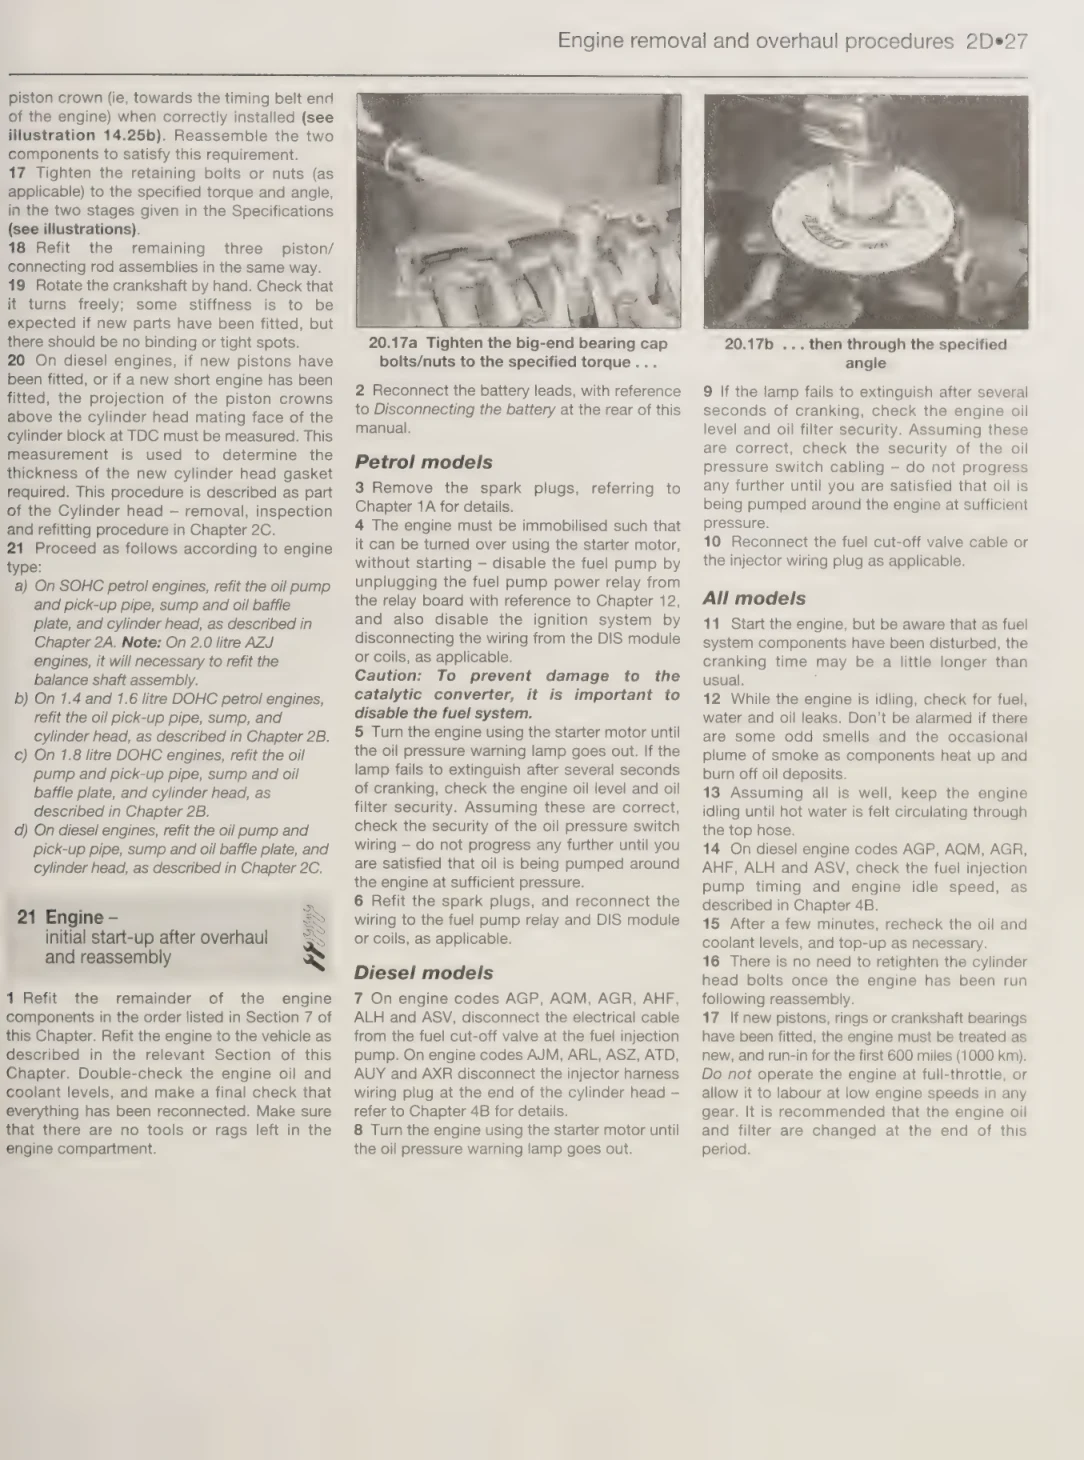 Engine removal and overhaul procedures 2D•27
piston crown (ie, towards the timing belt end
of the engine) when correctly installed (see
illustration 14.25b). Reassemble the two
components to satisfy this requirement.
17 Tighten the retaining bolts or nuts (as
applicable) to the specified torque and angle,
in the two stages given in the Specifications
(see illustrations).
18 Refit the remaining three piston/
connecting rod assemblies in the same way.
19 Rotate the crankshaft by hand. Check that
it turns freely; some stiffness is to be
expected if new parts have been fitted, but
there should be no binding or tight spots.
20 On diesel engines, if new pistons have
been fitted, or if a new short engine has been
fitted, the projection of the piston crowns
above the cylinder head mating face of the
cylinder block at TDC must be measured. This
measurement is used to determine the
thickness of the new cylinder head gasket
required. This procedure is described as part
of the Cylinder head – removal, inspection
and refitting procedure in Chapter 2C.
21 Proceed as follows according to engine
type:
a) On SOHC petrol engines, refit the oil pump
and pick-up pipe, sump and oil baffle
plate, and cylinder head, as described in
Chapter 2A. Note: On 2.0 litre AZJ
engines, it will necessary to refit the
balance shaft assembly.
b) On 1.4 and 1.6 litre DOHC petrol engines,
refit the oil pick-up pipe, sump, and
cylinder head, as described in Chapter 2B.
c) On 1.8 litre DOHC engines, refit the oil
pump and pick-up pipe, sump and oil
baffle plate, and cylinder head, as
described in Chapter 2B.
d) On diesel engines, refit the oil pump and
pick-up pipe, sump and oil baffle plate, and
cylinder head, as described in Chapter 2C.
21 Engine –
initial start-up after overhaul
and reassembly
1 Refit the remainder of the engine
components in the order listed in Section 7 of
this Chapter. Refit the engine to the vehicle as
described in the relevant Section of this
Chapter. Double-check the engine oil and
coolant levels, and make a final check that
everything has been reconnected. Make sure
that there are no tools or rags left in the
engine compartment.
20.17a Tighten the big-end bearing cap
bolts/nuts to the specified torque . . .
2 Reconnect the battery leads, with reference
to Disconnecting the battery at the rear of this
manual.
Petrol models
3 Remove the spark plugs, referring to
Chapter 1A for details.
4 The engine must be immobilised such that
it can be turned over using the starter motor,
without starting – disable the fuel pump by
unplugging the fuel pump power relay from
the relay board with reference to Chapter 12,
and also disable the ignition system by
disconnecting the wiring from the DIS module
or coils, as applicable.
Caution: To prevent damage to the
catalytic converter, it is important to
disable the fuel system.
5 Turn the engine using the starter motor until
the oil pressure warning lamp goes out. If the
lamp fails to extinguish after several seconds
of cranking, check the engine oil level and oil
filter security. Assuming these are correct,
check the security of the oil pressure switch
wiring – do not progress any further until you
are satisfied that oil is being pumped around
the engine at sufficient pressure.
6 Refit the spark plugs, and reconnect the
wiring to the fuel pump relay and DIS module
or coils, as applicable.
Diesel models
7 On engine codes AGP, AQM, AGR, AHF,
ALH and ASV, disconnect the electrical cable
from the fuel cut-off valve at the fuel injection
pump. On engine codes AJM, ARL, ASZ, ATD,
AUY and AXR disconnect the injector harness
wiring plug at the end of the cylinder head –
refer to Chapter 4B for details.
8 Turn the engine using the starter motor until
the oil pressure warning lamp goes out.
20.17b . . . then through the specified
angle
9 If the lamp fails to extinguish after several
seconds of cranking, check the engine oil
level and oil filter security. Assuming these
are correct, check the security of the oil
pressure switch cabling – do not progress
any further until you are satisfied that oil is
being pumped around the engine at sufficient
pressure.
10 Reconnect the fuel cut-off valve cable or
the injector wiring plug as applicable.
All models
11 Start the engine, but be aware that as fuel
system components have been disturbed, the
cranking time may be a little longer than
usual.
12 While the engine is idling, check for fuel,
water and oil leaks. Don't be alarmed if there
are some odd smells and the occasional
plume of smoke as components heat up and
burn off oil deposits.
13 Assuming all is well, keep the engine
idling until hot water is felt circulating through
the top hose.
14 On diesel engine codes AGP, AQM, AGR,
AHF, ALH and ASV, check the fuel injection
pump timing and engine idle speed, as
described in Chapter 4B.
15 After a few minutes, recheck the oil and
coolant levels, and top-up as necessary.
16 There is no need to retighten the cylinder
head bolts once the engine has been run
following reassembly.
17 If new pistons, rings or crankshaft bearings
have been fitted, the engine must be treated as
new, and run-in for the first 600 miles (1000 km).
Do not operate the engine at full-throttle, or
allow it to labour at low engine speeds in any
gear. It is recommended that the engine oil
and filter are changed at the end of this
period.